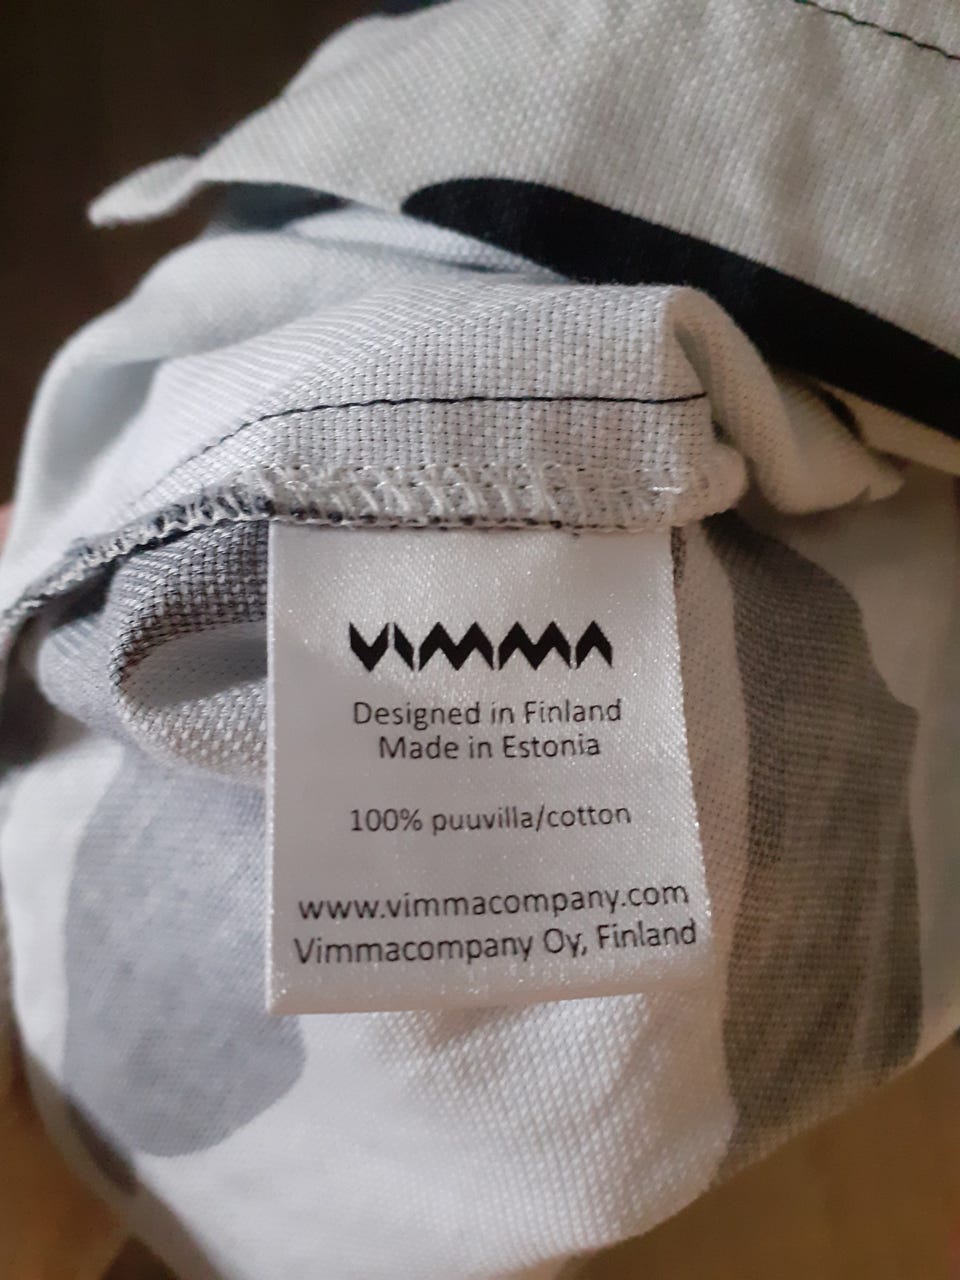 VIMMA
Designed in Finland
Made in Estonia
100% puuvilla/cotton
www.vimmacompany.com
Vimmacompany Oy, Finland